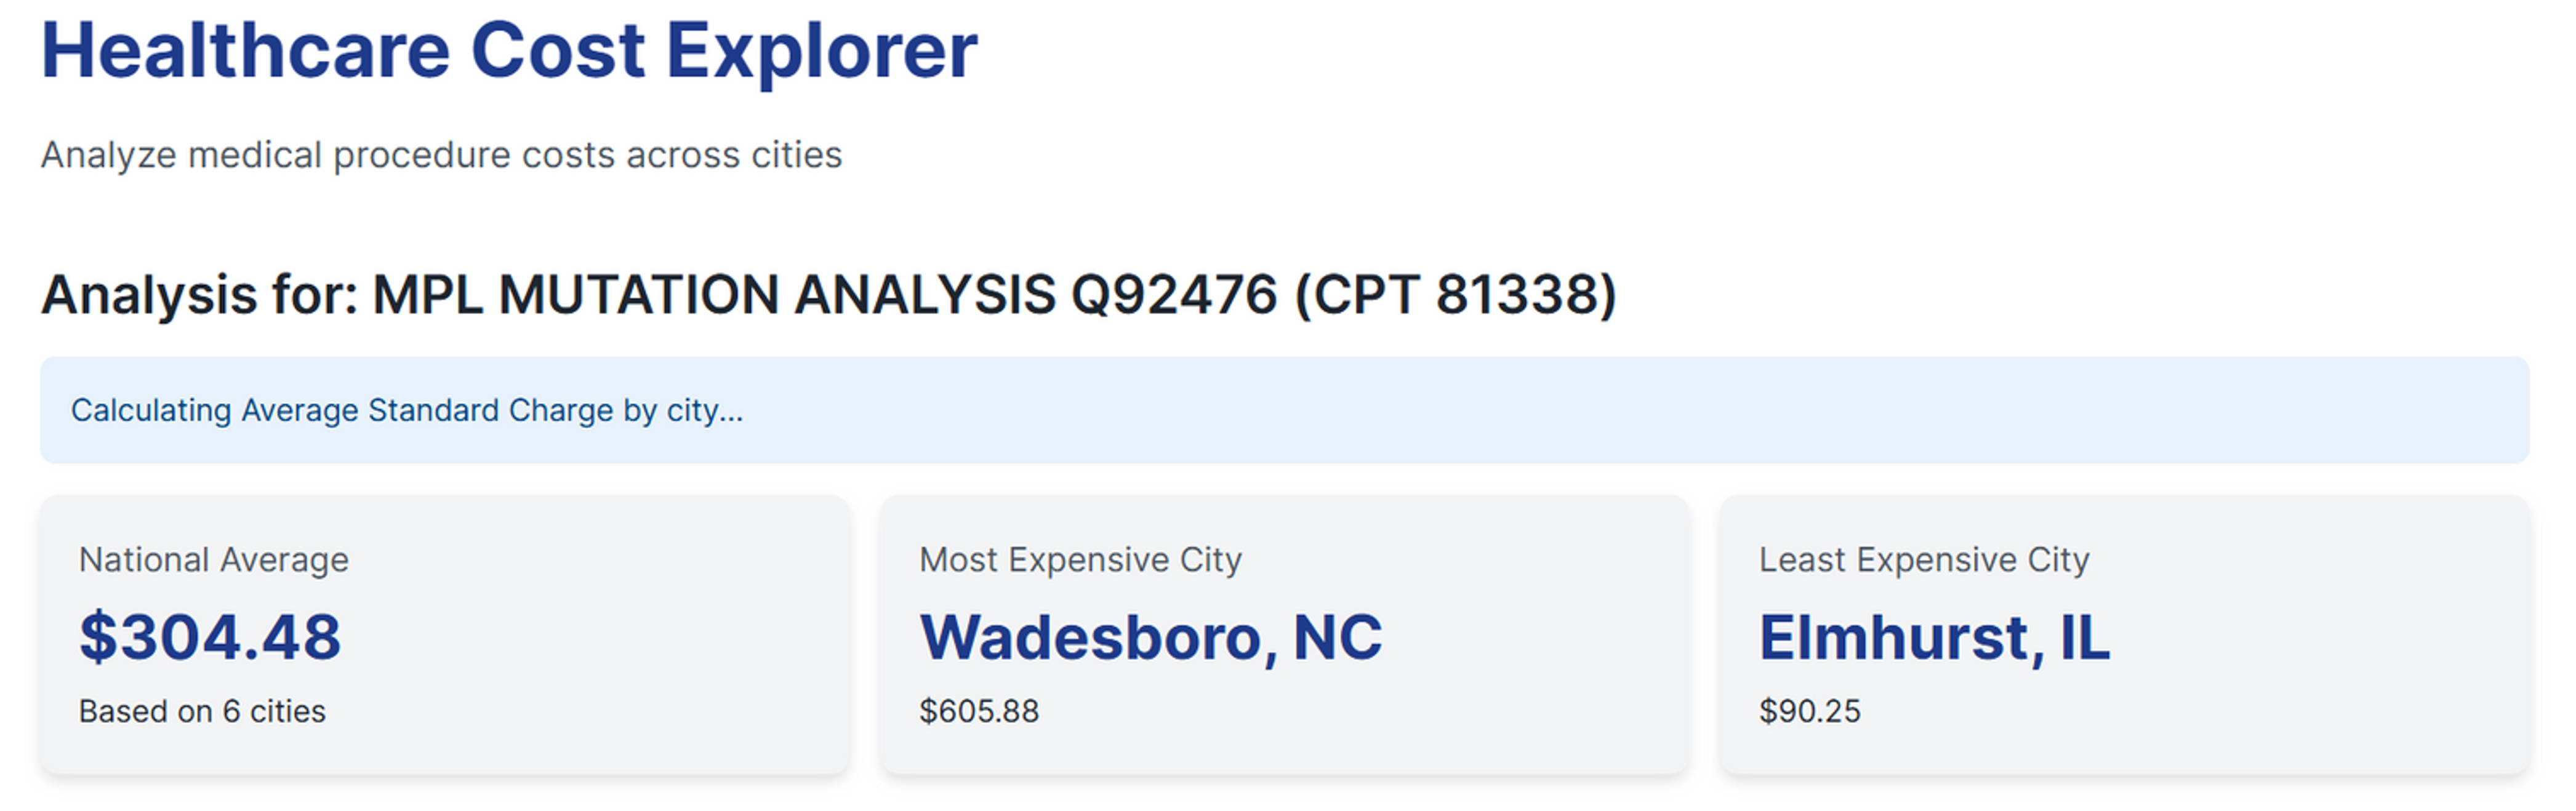 Healthcare Cost Explorer
Analyze medical procedure costs across cities
Analysis for: MPL MUTATION ANALYSIS Q92476 (CPT 81338)
Calculating Average Standard Charge by city...
National Average
$304.48
Based on 6 cities
Most Expensive City
Wadesboro, NC
$605.88
Least Expensive City
Elmhurst, IL
$90.25